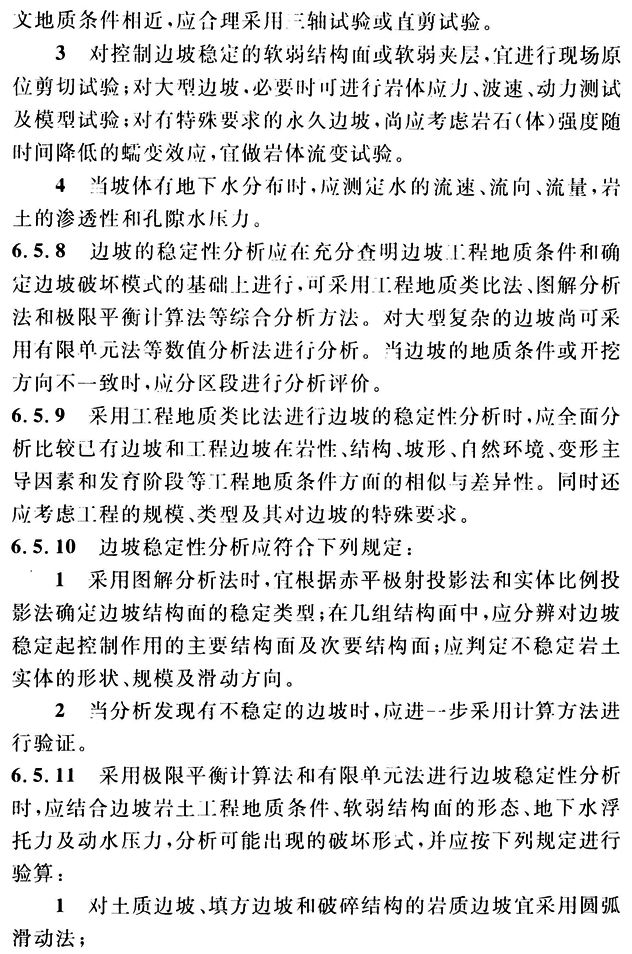 文地质条件相近,应合理采用三轴试验或直剪试验。
3 对控制边坡稳定的软弱结构面或软弱夹层,宜进行现场原
位剪切试验;对大型边坡,必要时可进行岩体应力、波速、动力测试
及模型试验;对有特殊要求的永久边坡,尚应考虑岩石(体)强度随
时间降低的蠕变效应,宜做岩体流变试验。
4 当坡体有地下水分布时,应测定水的流速、流向、流量,岩
土的渗透性和孔隙水压力。
6.5.8 边坡的稳定性分析应在充分查明边坡工程地质条件和确
定边坡破坏模式的基础上进行,可采用工程地质类比法、图解分析
法和极限平衡计算法等综合分析方法。对大型复杂的边坡尚可采
用有限单元法等数值分析法进行分析。当边坡的地质条件或开挖
方向不一致时,应分区段进行分析评价。
6.5.9 采用工程地质类比法进行边坡的稳定性分析时,应全面分
析比较已有边坡和工程边坡在岩性、结构、坡形、自然环境、变形主
导因素和发育阶段等工程地质条件方面的相似与差异性。同时还
应考虑工程的规模、类型及其对边坡的特殊要求。
6.5.10 边坡稳定性分析应符合下列规定:
1 采用图解分析法时,宜根据赤平极射投影法和实体比例投
影法确定边坡结构面的稳定类型;在几组结构面中,应分辨对边坡
稳定起控制作用的主要结构面及次要结构面;应判定不稳定岩土
实体的形状、规模及滑动方向。
2 当分析发现有不稳定的边坡时,应进一步采用计算方法进
行验证。
6.5.11 采用极限平衡计算法和有限单元法进行边坡稳定性分析
时,应结合边坡岩土工程地质条件、软弱结构面的形态、地下水浮
托力及动水压力,分析可能出现的破坏形式,并应按下列规定进行
验算:
1 对土质边坡、填方边坡和破碎结构的岩质边坡宜采用圆弧
滑动法;